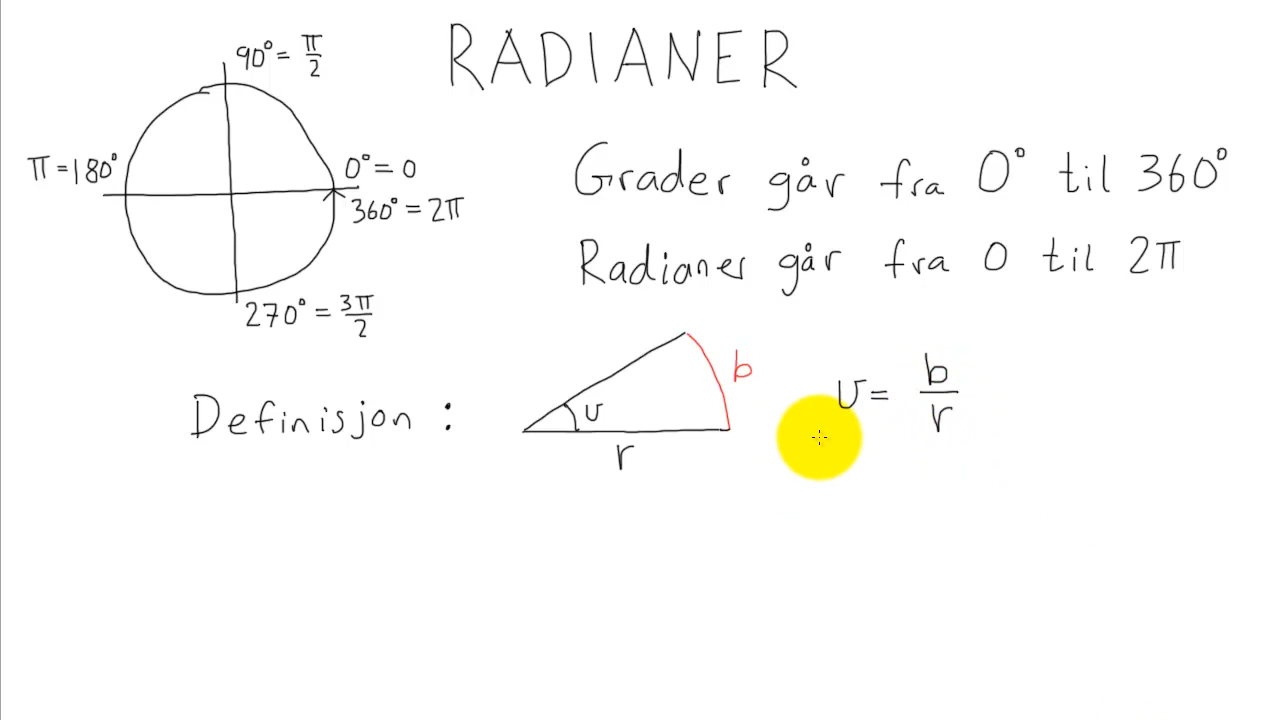 RADIANER
90° = π/2
π = 180°
0° = 0
360° = 2π
270° = 3π/2
Grader går fra 0° til 360°
Radianer går fra 0 til 2π
Definisjon :
v
r
b
v = b/r